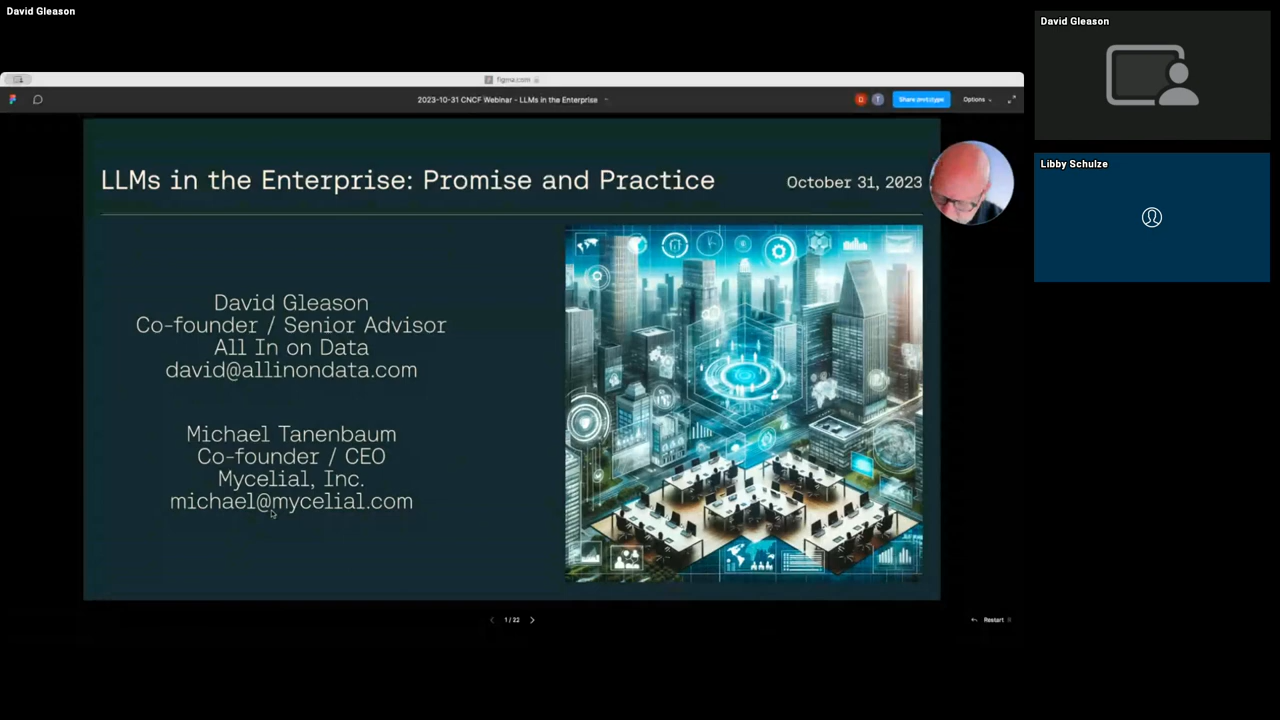 David Gleason
David Gleason
figma.com
2023-10-31 CNCF Webinar - LLMs in the Enterprise
D
T
Share prototype
Options
LLMs in the Enterprise: Promise and Practice
October 31, 2023
Libby Schulze
David Gleason
Co-founder / Senior Advisor
All In on Data
david@allinondata.com
Michael Tanenbaum
Co-founder / CEO
Mycelial, Inc.
michael@mycelial.com
1 / 22
Restart